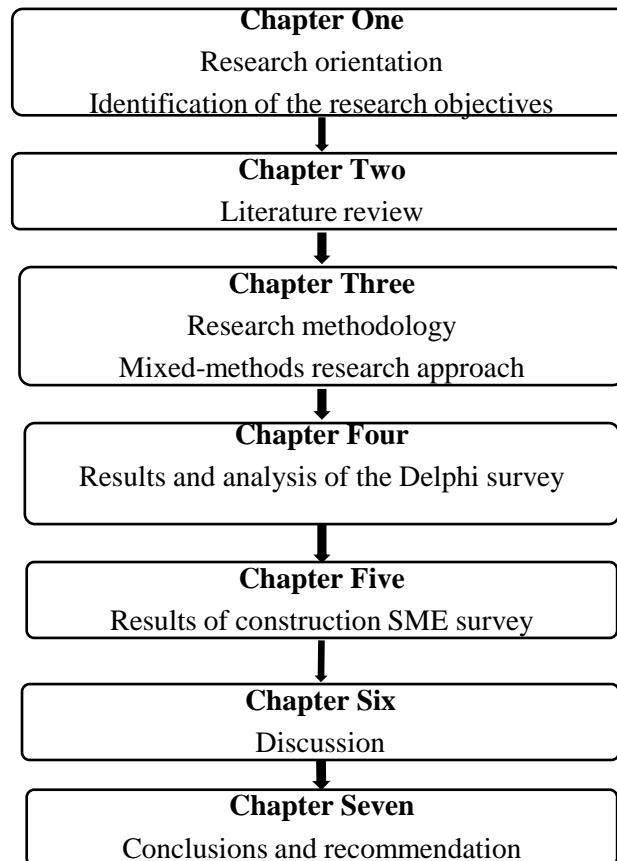 Chapter One
Research orientation
Identification of the research objectives
Chapter Two
Literature review
Chapter Three
Research methodology
Mixed-methods research approach
Chapter Four
Results and analysis of the Delphi survey
Chapter Five
Results of construction SME survey
Chapter Six
Discussion
Chapter Seven
Conclusions and recommendation